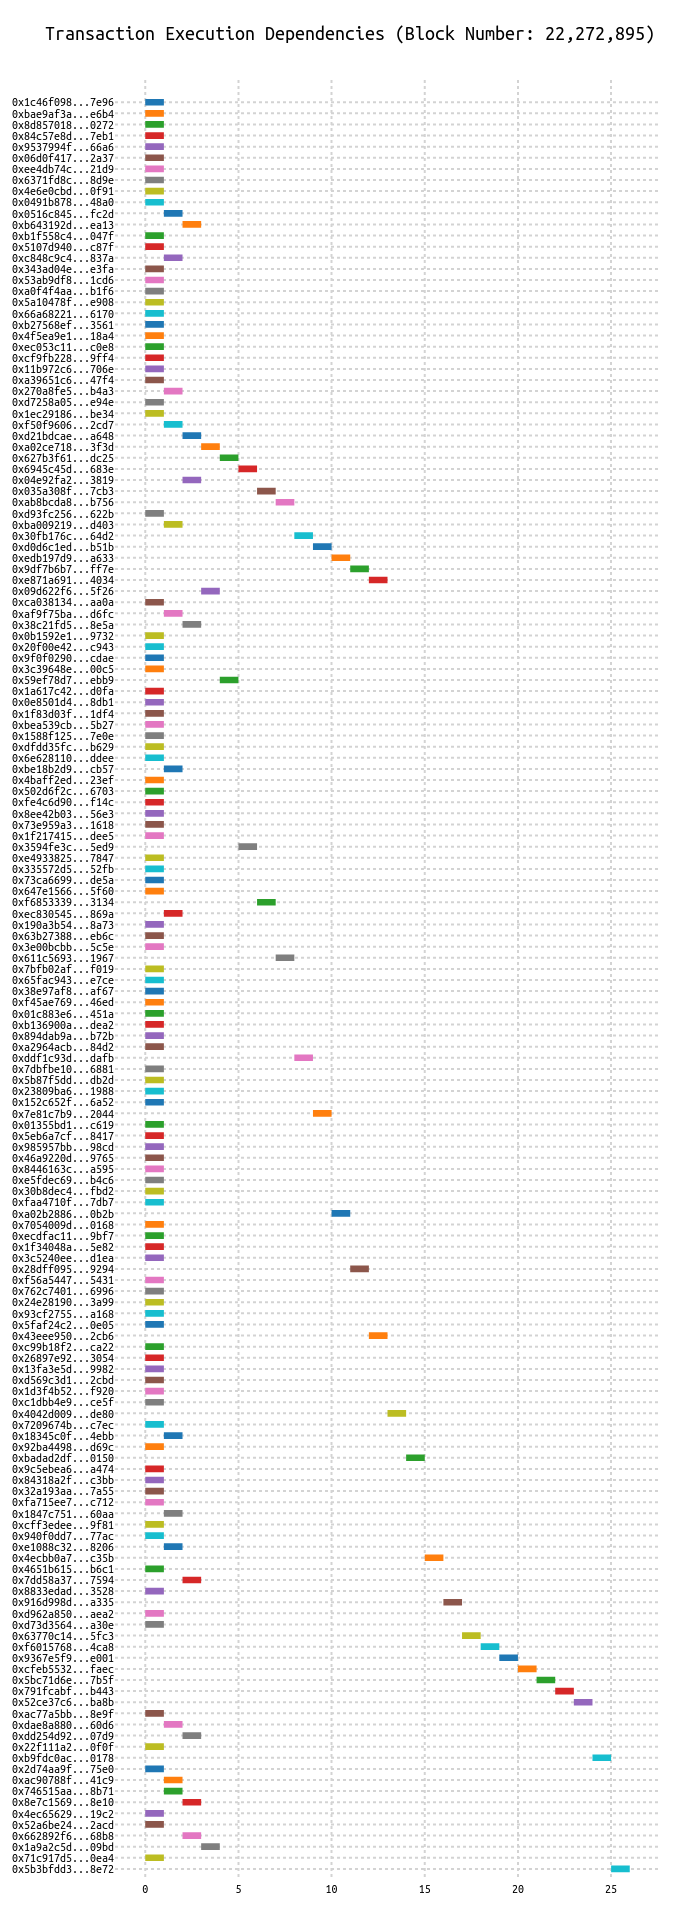 Transaction Execution Dependencies (Block Number: 22,272,895)
0x1c46f098...7e96
0xbae9af3a...e6b4
0x8d857018...0272
0x84c57e8d...7eb1
0x9537994f...66a6
0x06d0f417...2a37
0xee4db74c...21d9
0x6371fd8c...8d9e
0x4e6e0cbd...0f91
0x0491b878...48a0
0x0516c845...fc2d
0xb643192d...ea13
0xb1f558c4...047f
0x5107d940...c87f
0xc848c9c4...837a
0x343ad04e...e3fa
0x53ab9df8...1cd6
0xa0f4f4aa...b1f6
0x5a10478f...e908
0x66a68221...6170
0xb27568ef...3561
0x4f5ea9e1...18a4
0xec053c11...c0e8
0xcf9fb228...9ff4
0x11b972c6...706e
0xa39651c6...47f4
0x270a8fe5...b4a3
0xd7258a05...e94e
0x1ec29186...be34
0xf50f9606...2cd7
0xd21bdcae...a648
0xa02ce718...3f3d
0x627b3f61...dc25
0x6945c45d...683e
0x04e92fa2...3819
0x035a308f...7cb3
0xab8bcda8...b756
0xd93fc256...622b
0xba009219...d403
0x30fb176c...64d2
0xd0d6c1ed...b51b
0xedb197d9...a633
0x9df7b6b7...ff7e
0xe871a691...4034
0x09d622f6...5f26
0xca038134...aa0a
0xaf9f75ba...d6fc
0x38c21fd5...8e5a
0x0b1592e1...9732
0x20f00e42...c943
0x9f0f0290...cdae
0x3c39648e...00c5
0x59ef78d7...ebb9
0x1a617c42...d0fa
0x0e8501d4...8db1
0x1f83d03f...1df4
0xbea539cb...5b27
0x1588f125...7e0e
0xdfdd35fc...b629
0x6e628110...ddee
0xbe18b2d9...cb57
0x4baff2ed...23ef
0x502d6f2c...6703
0xfe4c6d90...f14c
0x8ee42b03...56e3
0x73e959a3...1618
0x1f217415...dee5
0x3594fe3c...5ed9
0xe4933825...7847
0x335572d5...52fb
0x73ca6699...de5a
0x647e1566...5f60
0xf6853339...3134
0xec830545...869a
0x190a3b54...8a73
0x63b27388...eb6c
0x3e00bcbb...5c5e
0x611c5693...1967
0x7bfb02af...f019
0x65fac943...e7ce
0x38e97af8...af67
0xf45ae769...46ed
0x01c883e6...451a
0xb136900a...dea2
0x894dab9a...b72b
0xa2964acb...84d2
0xddf1c93d...dafb
0x7dbfbe10...6881
0x5b87f5dd...db2d
0x23809ba6...1988
0x152c652f...6a52
0x7e81c7b9...2044
0x01355bd1...c619
0x5eb6a7cf...8417
0x985957bb...98cd
0x46a9220d...9765
0x8446163c...a595
0xe5fdec69...b4c6
0x30b8dec4...fbd2
0xfaa4710f...7db7
0xa02b2886...0b2b
0x7054009d...0168
0xecdfac11...9bf7
0x1f34048a...5e82
0x3c5240ee...d1ea
0x28dff095...9294
0xf56a5447...5431
0x762c7401...6996
0x24e28190...3a99
0x93cf2755...a168
0x5faf24c2...0e05
0x43eee950...2cb6
0xc99b18f2...ca22
0x26897e92...3054
0x13fa3e5d...9982
0xd569c3d1...2cbd
0x1d3f4b52...f920
0xc1dbb4e9...ce5f
0x4042d009...de80
0x7209674b...c7ec
0x18345c0f...4ebb
0x92ba4498...d69c
0xbadad2df...0150
0x9c5ebea6...a474
0x84318a2f...c3bb
0x32a193aa...7a55
0xfa715ee7...c712
0x1847c751...60aa
0xcff3edee...9f81
0x940f0dd7...77ac
0xe1088c32...8206
0x4ecbb0a7...c35b
0x4651b615...b6c1
0x7dd58a37...7594
0x8833edad...3528
0x916d998d...a335
0xd962a850...aea2
0xd73d3564...a30e
0x63770c14...5fc3
0xf6015768...4ca8
0x9367e5f9...e001
0xcfeb5532...faec
0x5bc71d6e...7b5f
0x791fcabf...b443
0x52ce37c6...ba8b
0xac77a5bb...8e9f
0xdae8a880...60d6
0xdd254d92...07d9
0x22f111a2...0f0f
0xb9fdc0ac...0178
0x2d74aa9f...75e0
0xac90788f...41c9
0x746515aa...8b71
0x8e7c1569...8e10
0x4ec65629...19c2
0x52a6be24...2acd
0x662892f6...68b8
0x1a9a2c5d...09bd
0x71c917d5...0ea4
0x5b3bfdd3...8e72
0 5 10 15 20 25